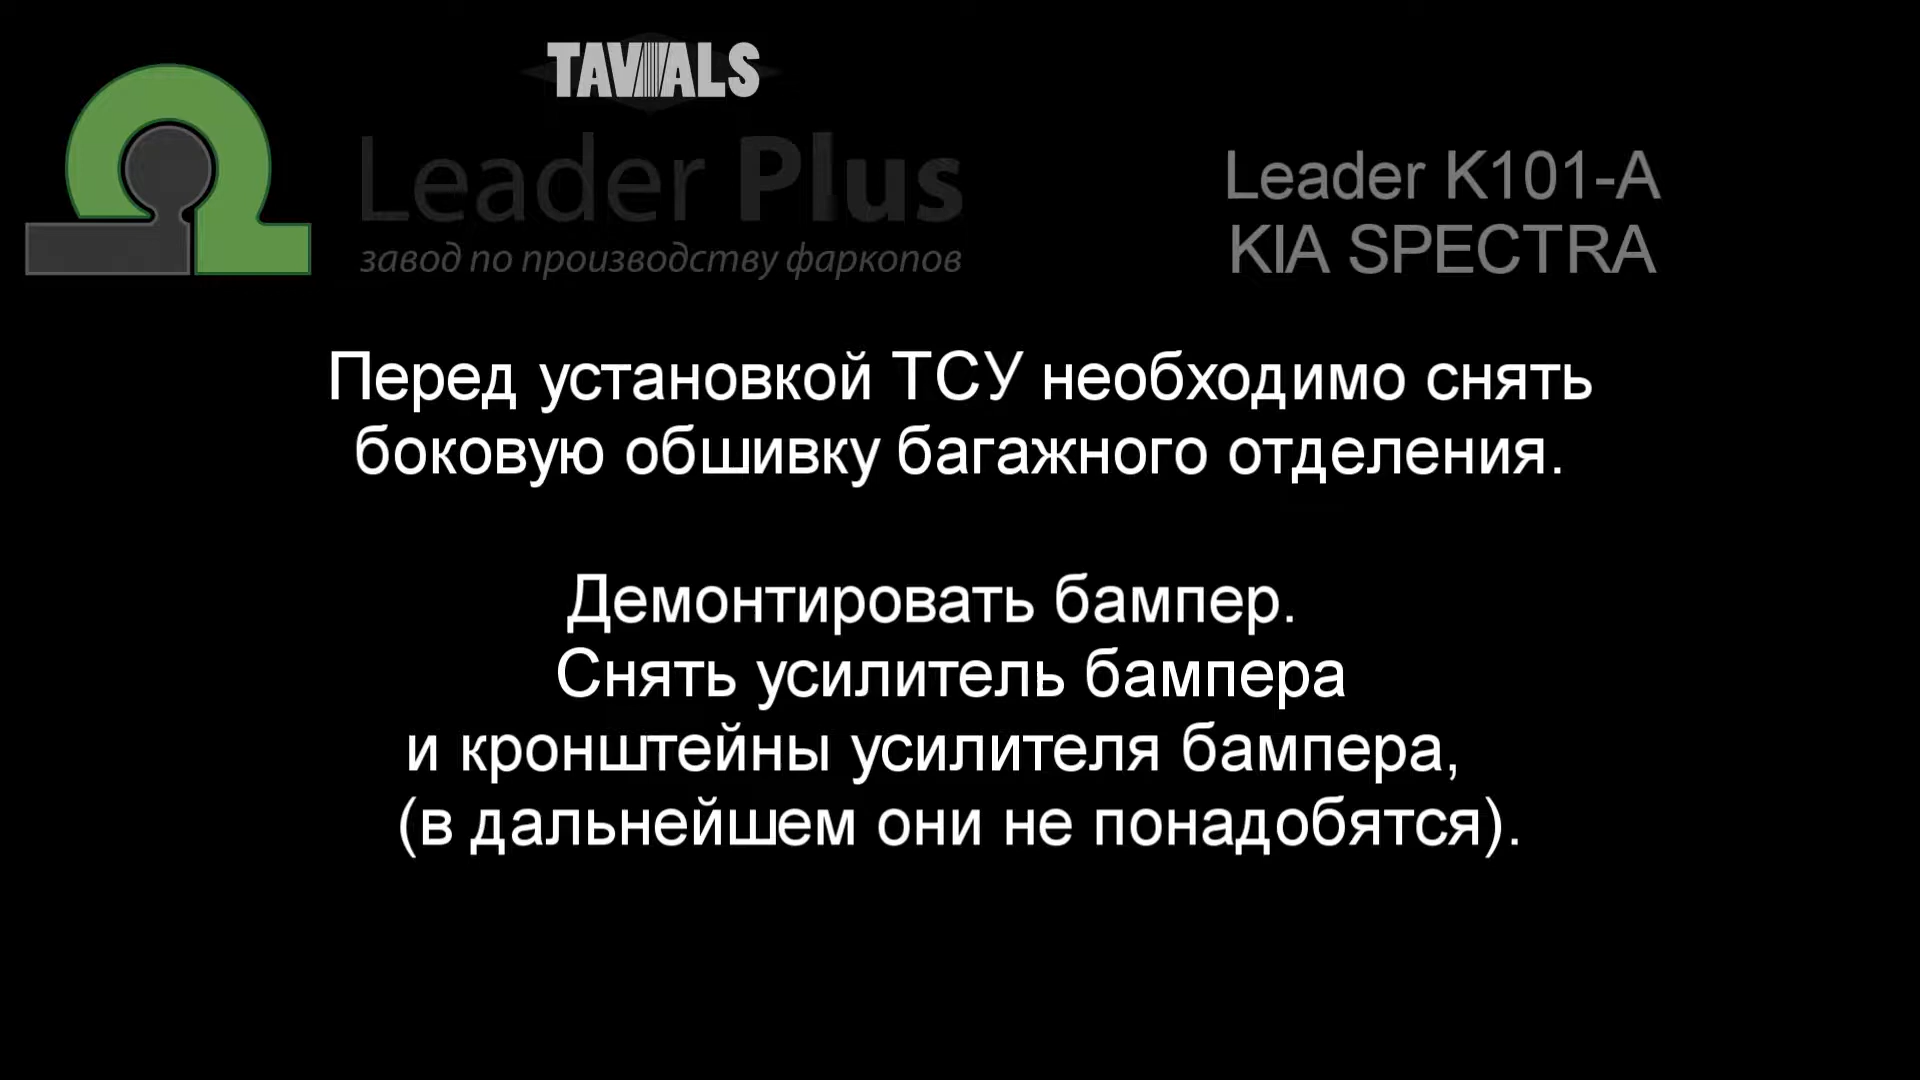 TAVIALS
Leader Plus
завод по производству фаркопов
Leader K101-A
KIA SPECTRA
Перед установкой ТСУ необходимо снять
боковую обшивку багажного отделения.
Демонтировать бампер.
Снять усилитель бампера
и кронштейны усилителя бампера,
(в дальнейшем они не понадобятся).